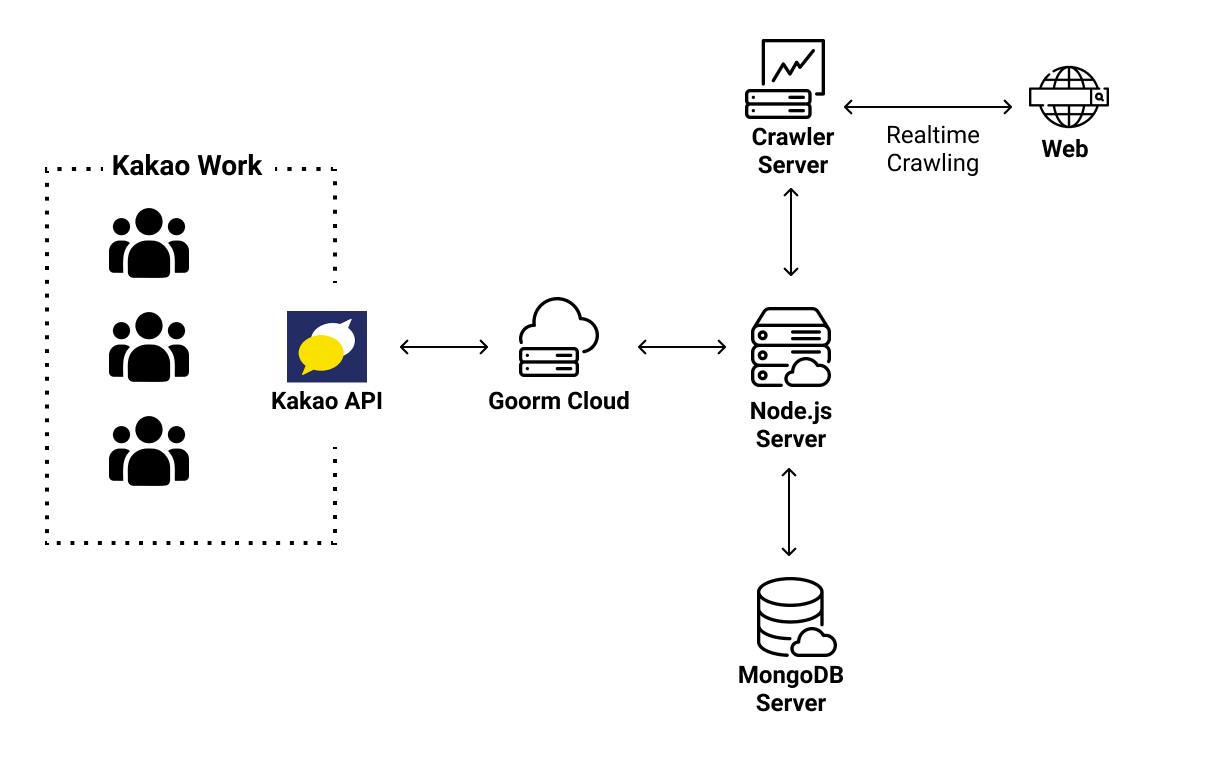 Kakao Work
Kakao API
Goorm Cloud
Crawler
Server
Realtime
Crawling
Web
Node.js
Server
MongoDB
Server